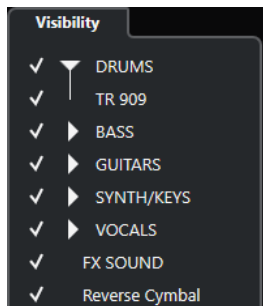 Visibility
DRUMS
TR 909
BASS
GUITARS
SYNTH/KEYS
VOCALS
FX SOUND
Reverse Cymbal